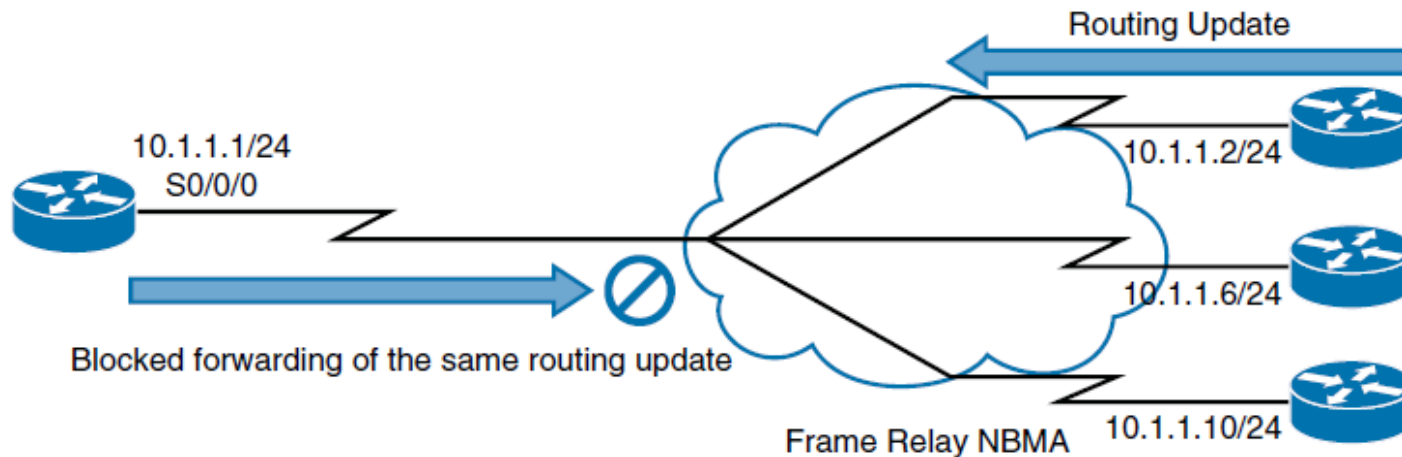 Routing Update
10.1.1.1/24
S0/0/0
10.1.1.2/24
10.1.1.6/24
Blocked forwarding of the same routing update
10.1.1.10/24
Frame Relay NBMA